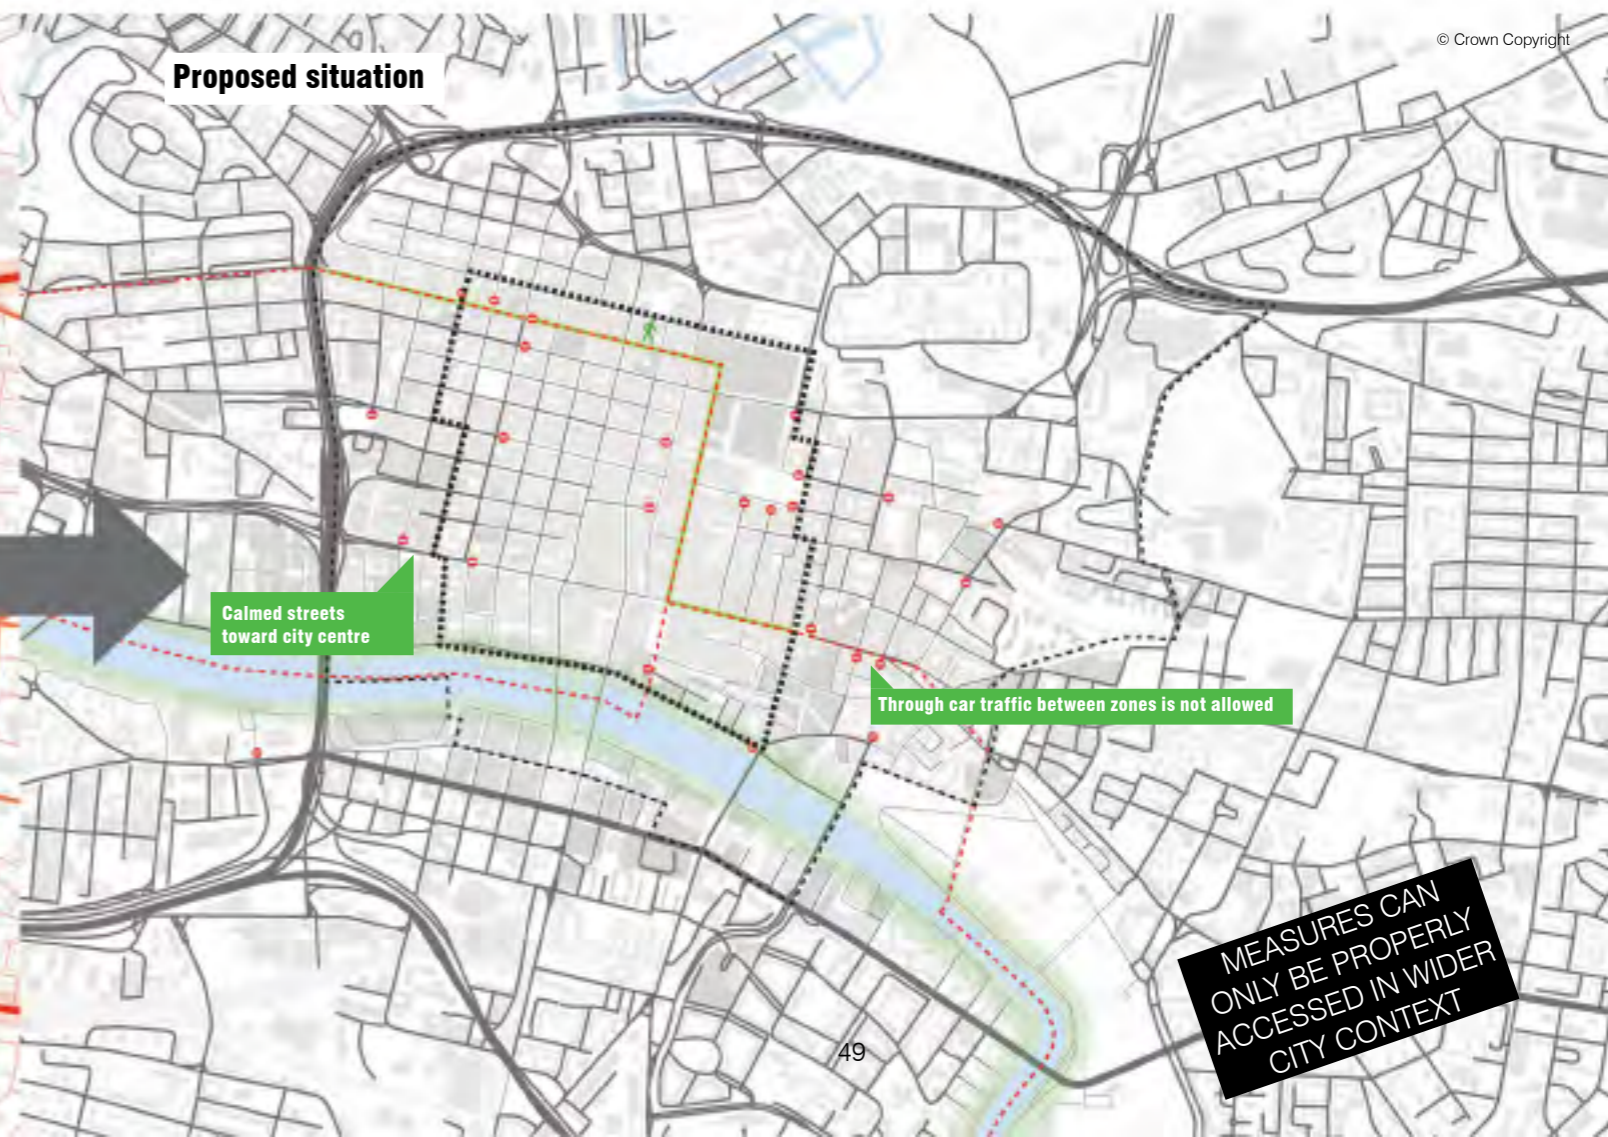 © Crown Copyright
Proposed situation
Calmed streets
toward city centre
Through car traffic between zones is not allowed
MEASURES CAN
ONLY BE PROPERLY
ACCESSED IN WIDER
CITY CONTEXT
49